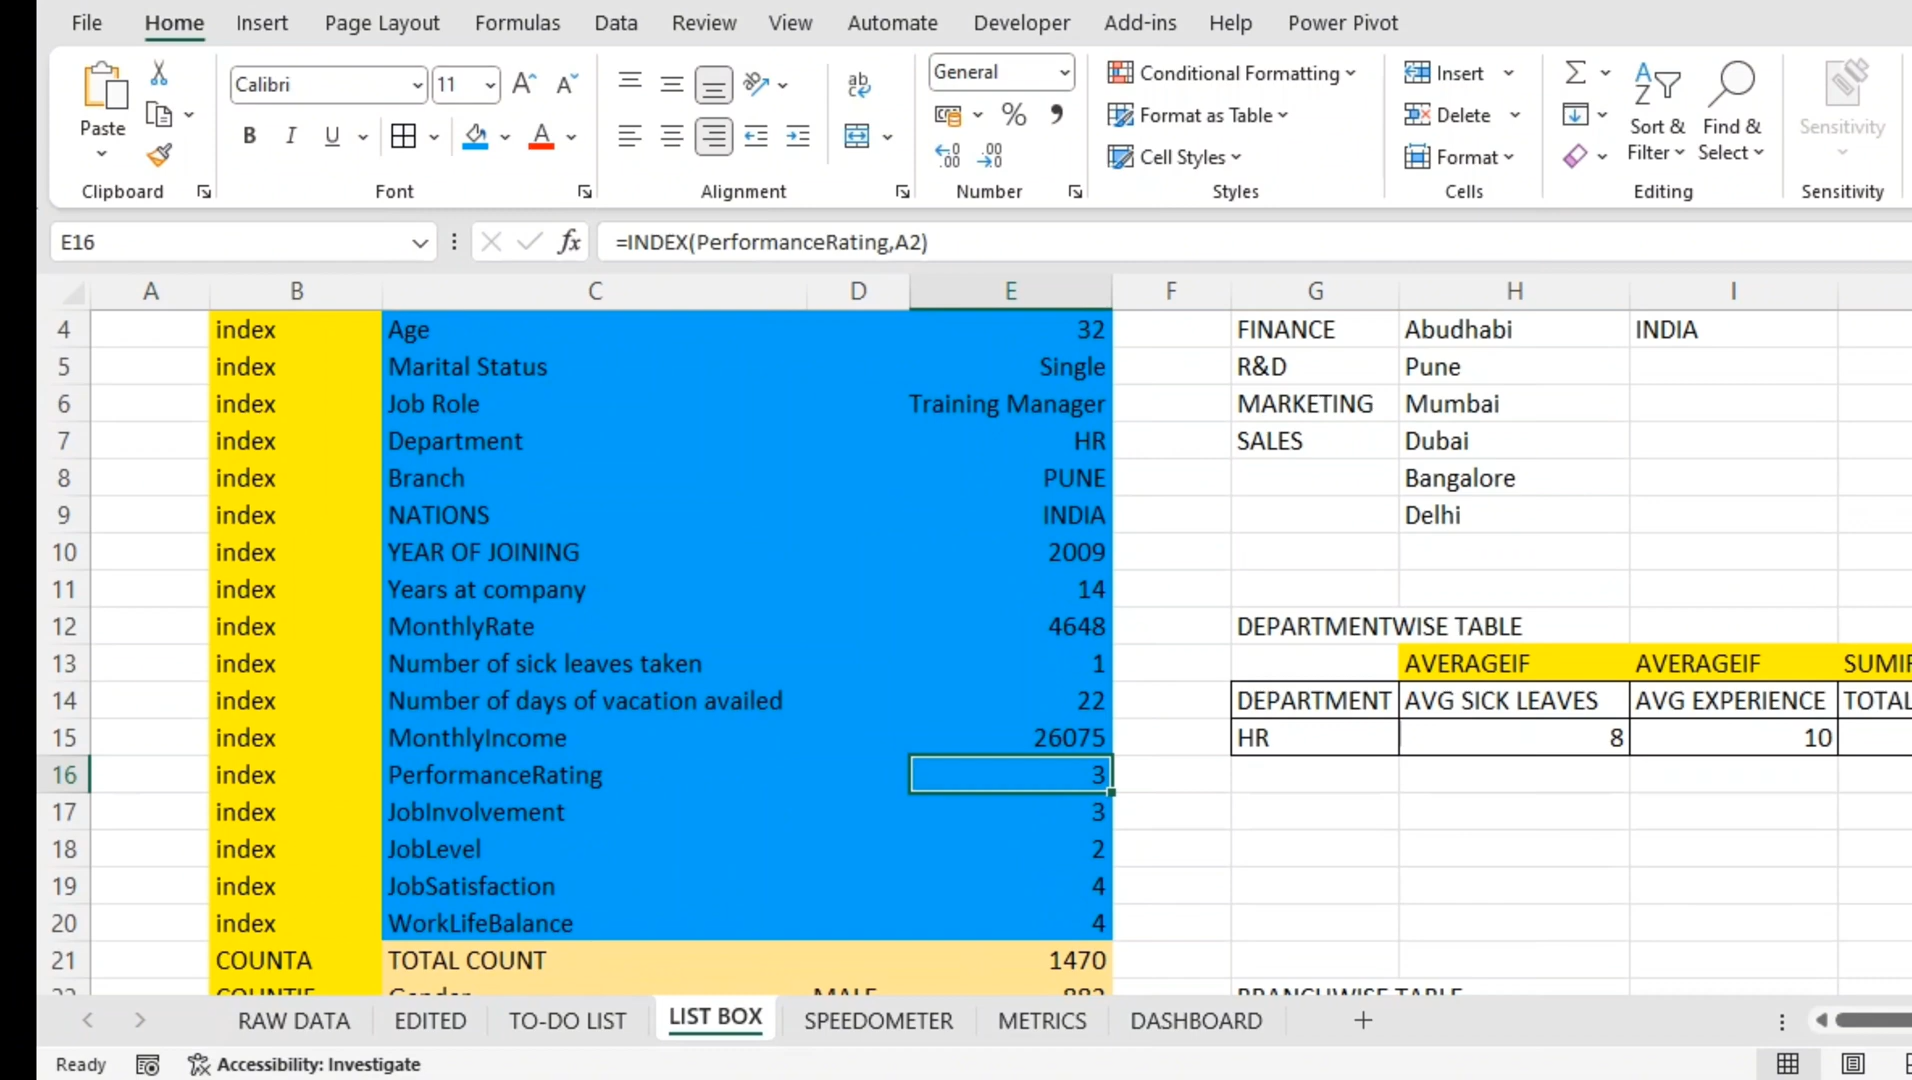 File Home Insert Page Layout Formulas Data Review View Automate Developer Add-ins Help Power Pivot
Calibri 11 General Conditional Formatting Insert
Paste Format as Table Delete Sort & Find &
B I U A Cell Styles Format Filter Select Sensitivity
Clipboard Font Alignment Number Styles Cells Editing Sensitivity
E16 fx =INDEX(PerformanceRating,A2)
A B C D E F G H I
4 index Age 32 FINANCE Abudhabi INDIA
5 index Marital Status Single R&D Pune
6 index Job Role Training Manager MARKETING Mumbai
7 index Department HR SALES Dubai
8 index Branch PUNE Bangalore
9 index NATIONS INDIA Delhi
10 index YEAR OF JOINING 2009
11 index Years at company 14
12 index MonthlyRate 4648 DEPARTMENTWISE TABLE
13 index Number of sick leaves taken 1 AVERAGEIF AVERAGEIF
14 index Number of days of vacation availed 22 DEPARTMENT AVG SICK LEAVES AVG EXPERIENCE TOTAL
15 index MonthlyIncome 26075 HR 8 10
16 index PerformanceRating 3
17 index JobInvolvement 3
18 index JobLevel 2
19 index JobSatisfaction 4
20 index WorkLifeBalance 4
21 COUNTA TOTAL COUNT 1470
RAW DATA EDITED TO-DO LIST LIST BOX SPEEDOMETER METRICS DASHBOARD +
Ready Accessibility: Investigate